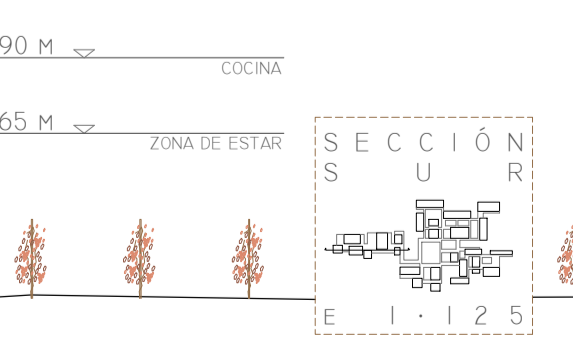 90 M
COCINA
65 M
ZONA DE ESTAR
SECCIÓN
SUR
E 1·125